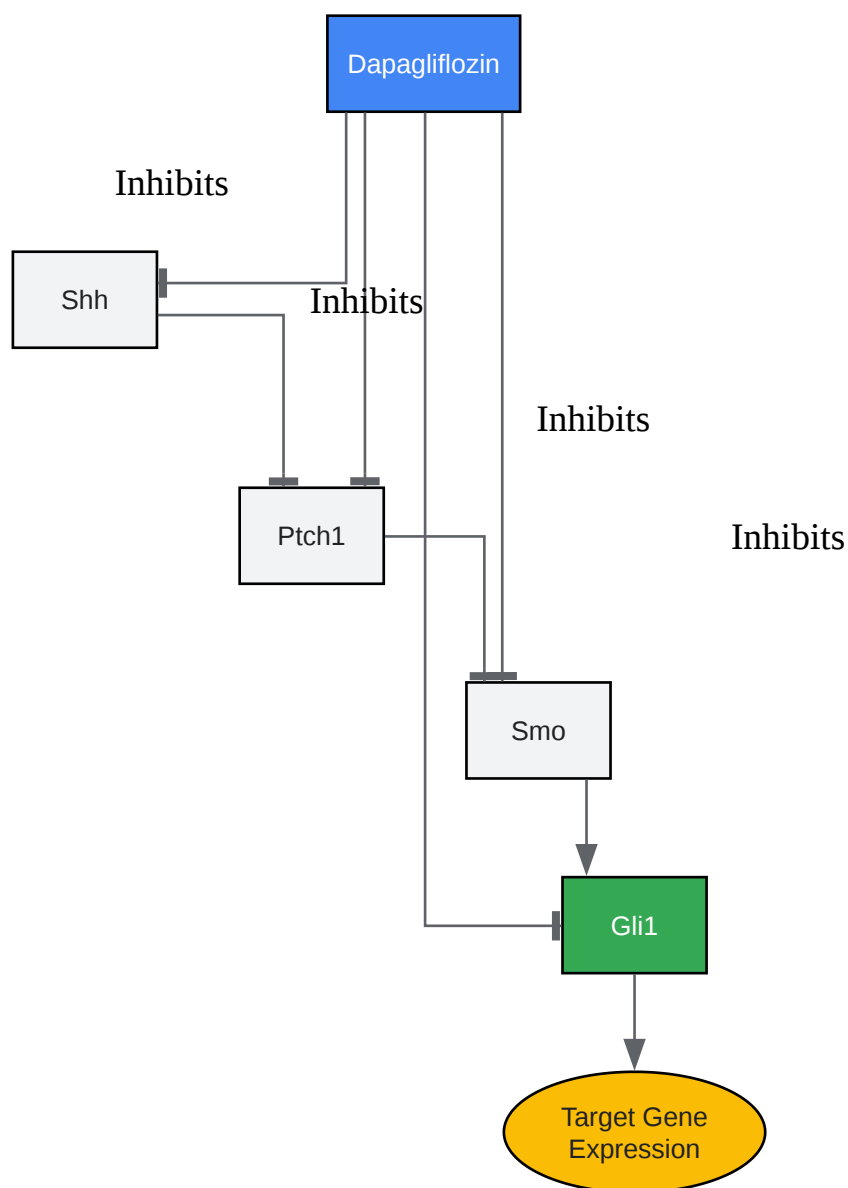 Dapagliflozin
Inhibits
Shh
Inhibits
Inhibits
Ptch1
Inhibits
Smo
Gli1
Target Gene
Expression